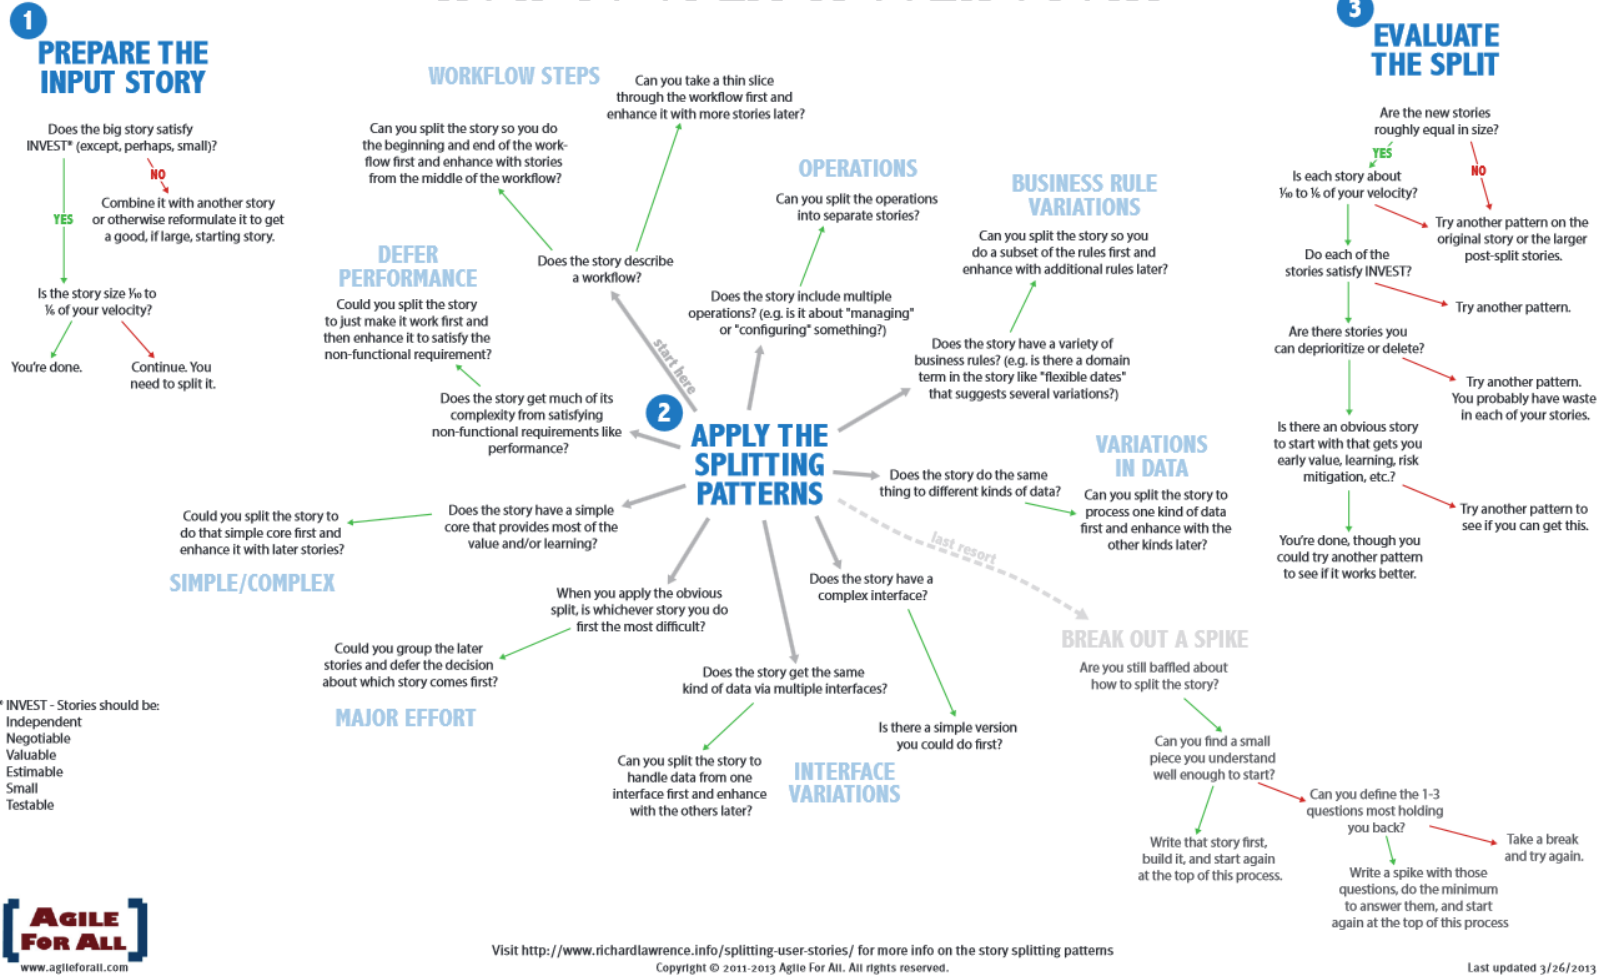 1
PREPARE THE
INPUT STORY
Does the big story satisfy
INVEST* (except, perhaps, small)?
NO
YES
Combine it with another story
or otherwise reformulate it to get
a good, if large, starting story.
Is the story size 1/10 to
1/6 of your velocity?
You're done.
Continue. You
need to split it.
* INVEST - Stories should be:
Independent
Negotiable
Valuable
Estimable
Small
Testable
2
APPLY THE
SPLITTING
PATTERNS
start here
WORKFLOW STEPS
Does the story describe
a workflow?
Can you split the story so you do
the beginning and end of the work-
flow first and enhance with stories
from the middle of the workflow?
Can you take a thin slice
through the workflow first and
enhance it with more stories later?
OPERATIONS
Can you split the operations
into separate stories?
Does the story include multiple
operations? (e.g. is it about "managing"
or "configuring" something?)
BUSINESS RULE
VARIATIONS
Can you split the story so you
do a subset of the rules first and
enhance with additional rules later?
Does the story have a variety of
business rules? (e.g. is there a domain
term in the story like "flexible dates"
that suggests several variations?)
VARIATIONS
IN DATA
Does the story do the same
thing to different kinds of data?
Can you split the story to
process one kind of data
first and enhance with the
other kinds later?
DEFER
PERFORMANCE
Could you split the story
to just make it work first and
then enhance it to satisfy the
non-functional requirement?
Does the story get much of its
complexity from satisfying
non-functional requirements like
performance?
Does the story have a simple
core that provides most of the
value and/or learning?
Could you split the story to
do that simple core first and
enhance it with later stories?
SIMPLE/COMPLEX
When you apply the obvious
split, is whichever story you do
first the most difficult?
Could you group the later
stories and defer the decision
about which story comes first?
MAJOR EFFORT
Does the story get the same
kind of data via multiple interfaces?
Can you split the story to
handle data from one
interface first and enhance
with the others later?
Does the story have a
complex interface?
Is there a simple version
you could do first?
INTERFACE
VARIATIONS
last resort
BREAK OUT A SPIKE
Are you still baffled about
how to split the story?
Can you find a small
piece you understand
well enough to start?
Write that story first,
build it, and start again
at the top of this process.
Can you define the 1-3
questions most holding
you back?
Take a break
and try again.
Write a spike with those
questions, do the minimum
to answer them, and start
again at the top of this process
3
EVALUATE
THE SPLIT
Are the new stories
roughly equal in size?
YES
NO
Is each story about
1/10 to 1/6 of your velocity?
Try another pattern on the
original story or the larger
post-split stories.
Do each of the
stories satisfy INVEST?
Try another pattern.
Are there stories you
can deprioritize or delete?
Try another pattern.
You probably have waste
in each of your stories.
Is there an obvious story
to start with that gets you
early value, learning, risk
mitigation, etc.?
Try another pattern to
see if you can get this.
You're done, though you
could try another pattern
to see if it works better.
AGILE
FOR ALL
www.agileforall.com
Visit http://www.richardlawrence.info/splitting-user-stories/ for more info on the story splitting patterns
Copyright © 2011-2013 Agile For All. All rights reserved.
Last updated 3/26/2013